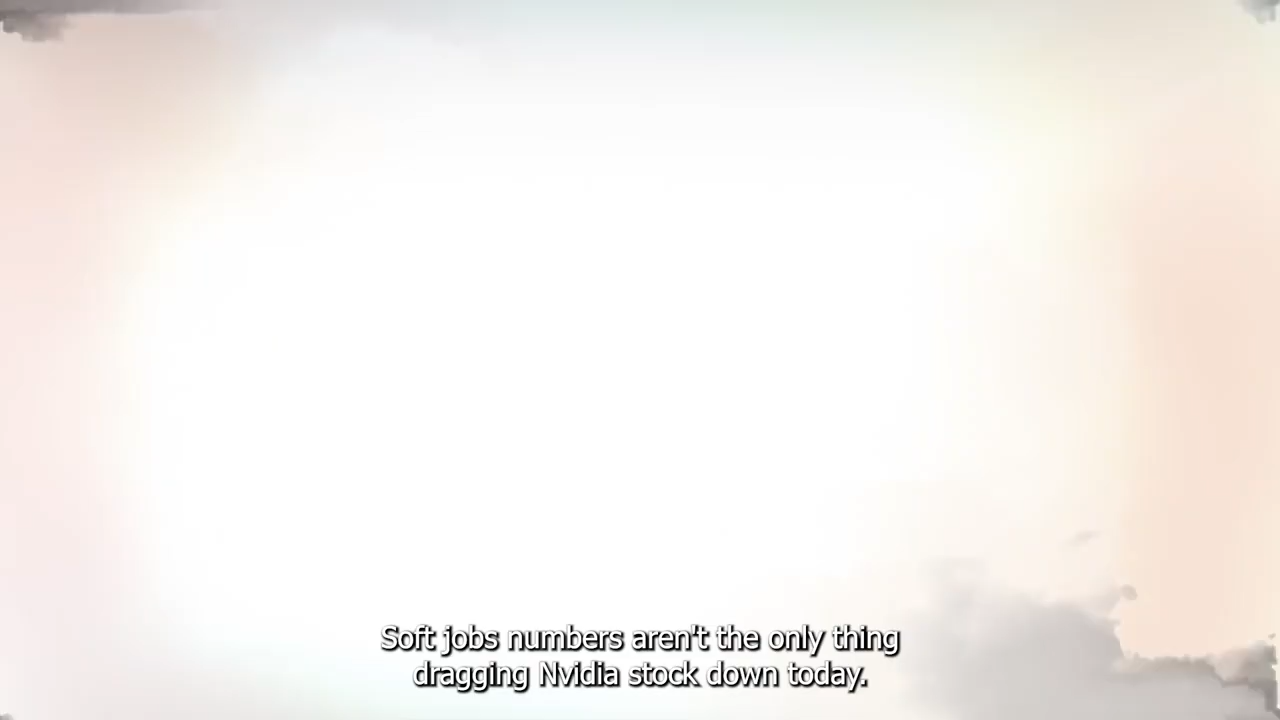 Soft jobs numbers aren't the only thing
dragging Nvidia stock down today.